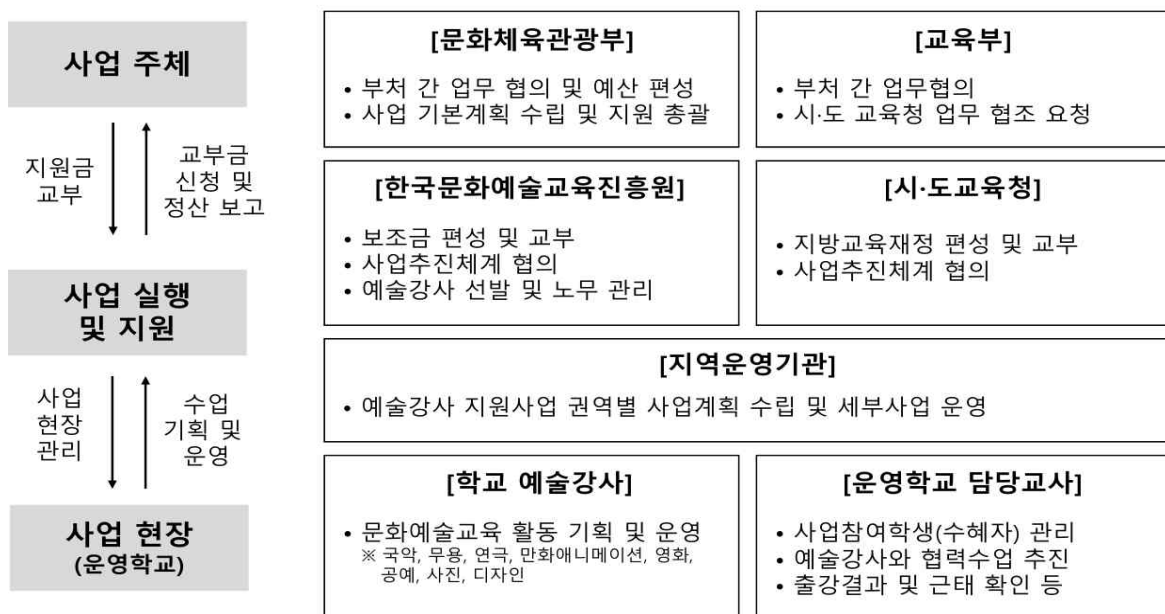 사업 주체
지원금
교부
교부금
신청 및
정산 보고
사업 실행
및 지원
사업
현장
관리
수업
기획 및
운영
사업 현장
(운영학교)
[문화체육관광부]
• 부처 간 업무 협의 및 예산 편성
• 사업 기본계획 수립 및 지원 총괄
[교육부]
• 부처 간 업무협의
• 시·도 교육청 업무 협조 요청
[한국문화예술교육진흥원]
• 보조금 편성 및 교부
• 사업추진체계 협의
• 예술강사 선발 및 노무 관리
[시·도교육청]
• 지방교육재정 편성 및 교부
• 사업추진체계 협의
[지역운영기관]
• 예술강사 지원사업 권역별 사업계획 수립 및 세부사업 운영
[학교 예술강사]
• 문화예술교육 활동 기획 및 운영
※ 국악, 무용, 연극, 만화애니메이션, 영화,
공예, 사진, 디자인
[운영학교 담당교사]
• 사업참여학생(수혜자) 관리
• 예술강사와 협력수업 추진
• 출강결과 및 근태 확인 등